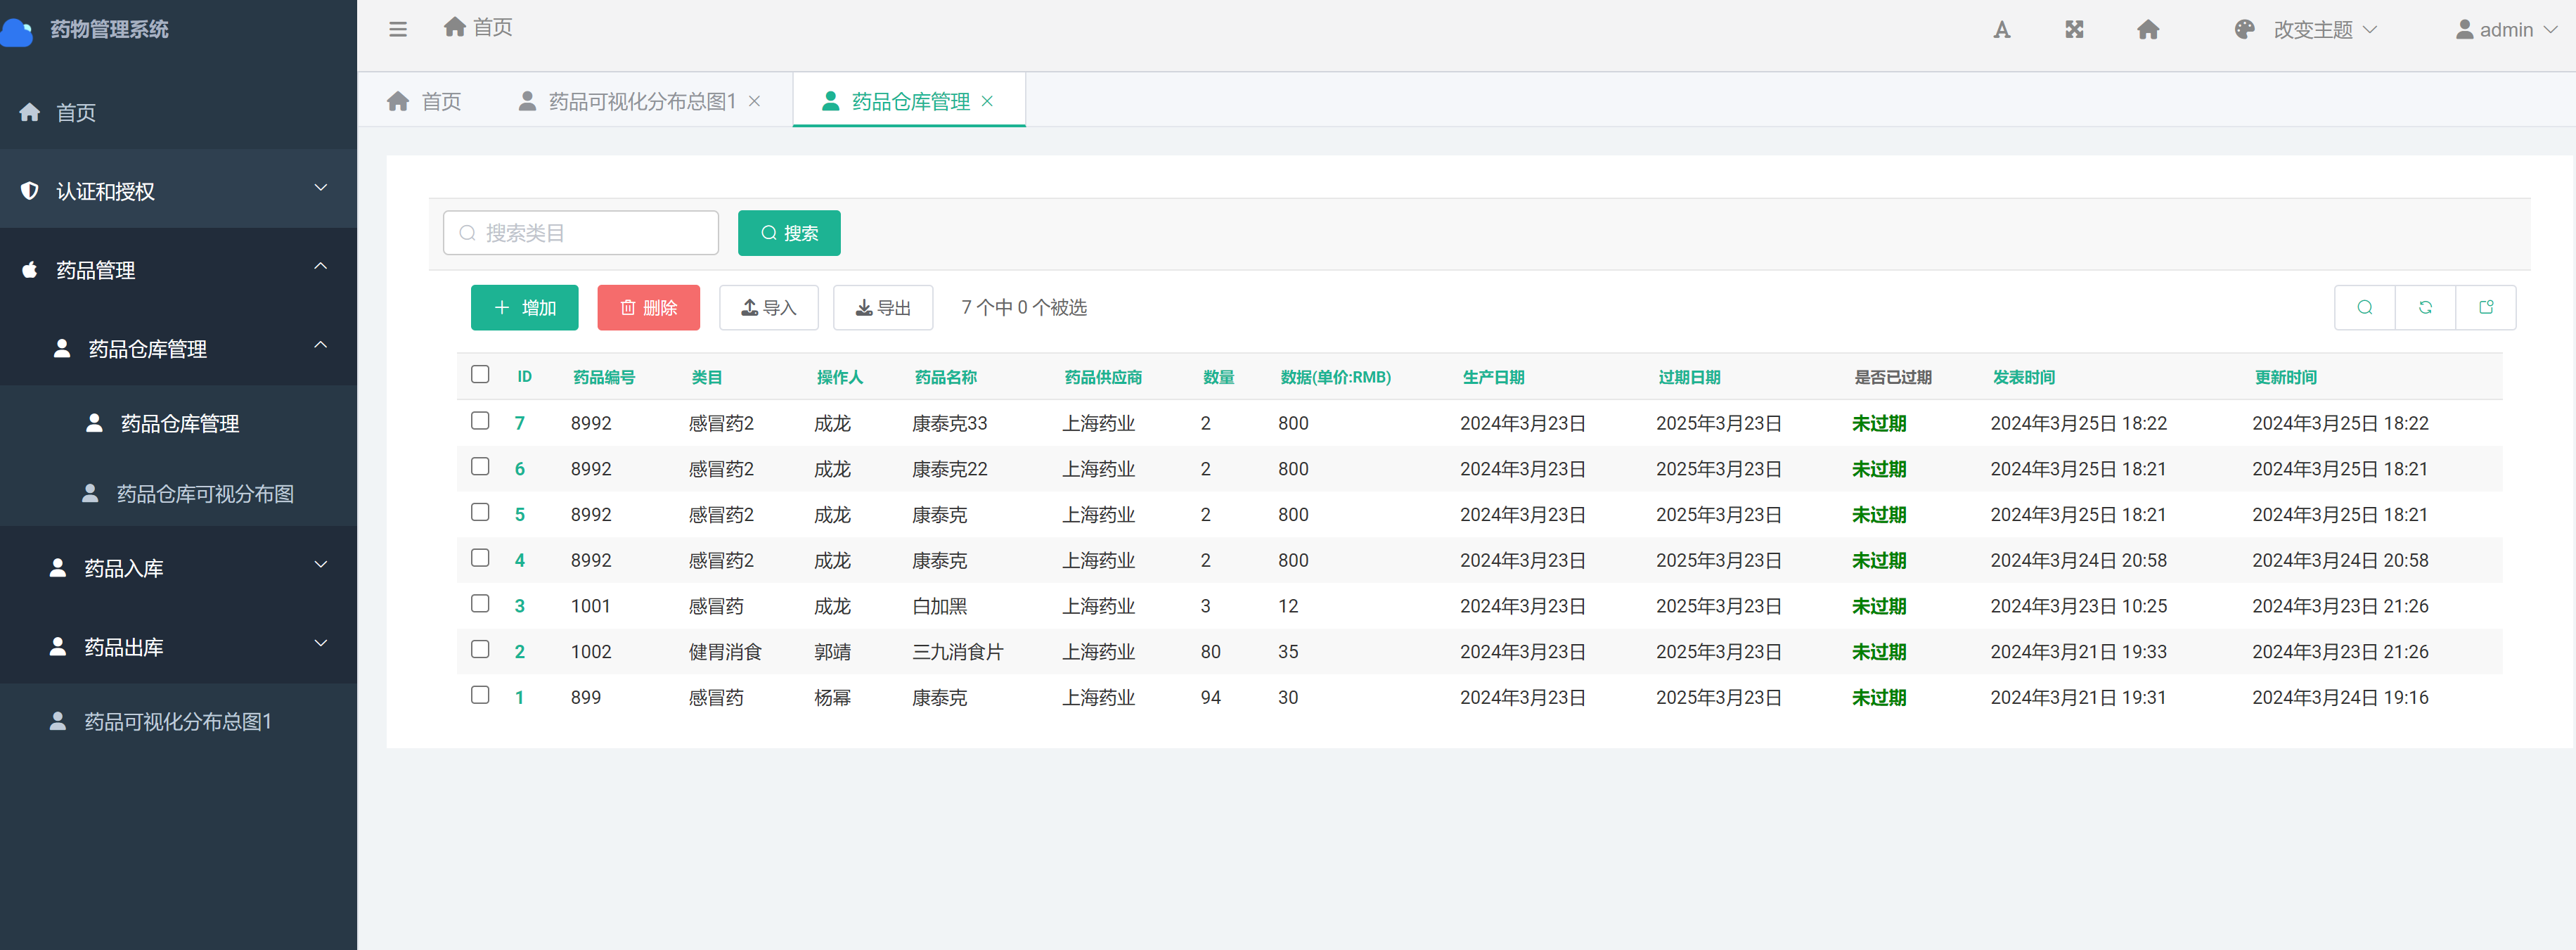 药物管理系统
首页
认证和授权
药品管理
药品仓库管理
药品仓库管理
药品仓库可视分布图
药品入库
药品出库
药品可视化分布总图1
首页
改变主题
admin
首页 药品可视化分布总图1 药品仓库管理
搜索类目 搜索
增加 删除 导入 导出 7 个中 0 个被选
ID 药品编号 类目 操作人 药品名称 药品供应商 数量 数据(单价:RMB) 生产日期 过期日期 是否已过期 发表时间 更新时间
7 8992 感冒药2 成龙 康泰克33 上海药业 2 800 2024年3月23日 2025年3月23日 未过期 2024年3月25日 18:22 2024年3月25日 18:22
6 8992 感冒药2 成龙 康泰克22 上海药业 2 800 2024年3月23日 2025年3月23日 未过期 2024年3月25日 18:21 2024年3月25日 18:21
5 8992 感冒药2 成龙 康泰克 上海药业 2 800 2024年3月23日 2025年3月23日 未过期 2024年3月25日 18:21 2024年3月25日 18:21
4 8992 感冒药2 成龙 康泰克 上海药业 2 800 2024年3月23日 2025年3月23日 未过期 2024年3月24日 20:58 2024年3月24日 20:58
3 1001 感冒药 成龙 白加黑 上海药业 3 12 2024年3月23日 2025年3月23日 未过期 2024年3月23日 10:25 2024年3月23日 21:26
2 1002 健胃消食 郭靖 三九消食片 上海药业 80 35 2024年3月23日 2025年3月23日 未过期 2024年3月21日 19:33 2024年3月23日 21:26
1 899 感冒药 杨幂 康泰克 上海药业 94 30 2024年3月23日 2025年3月23日 未过期 2024年3月21日 19:31 2024年3月24日 19:16